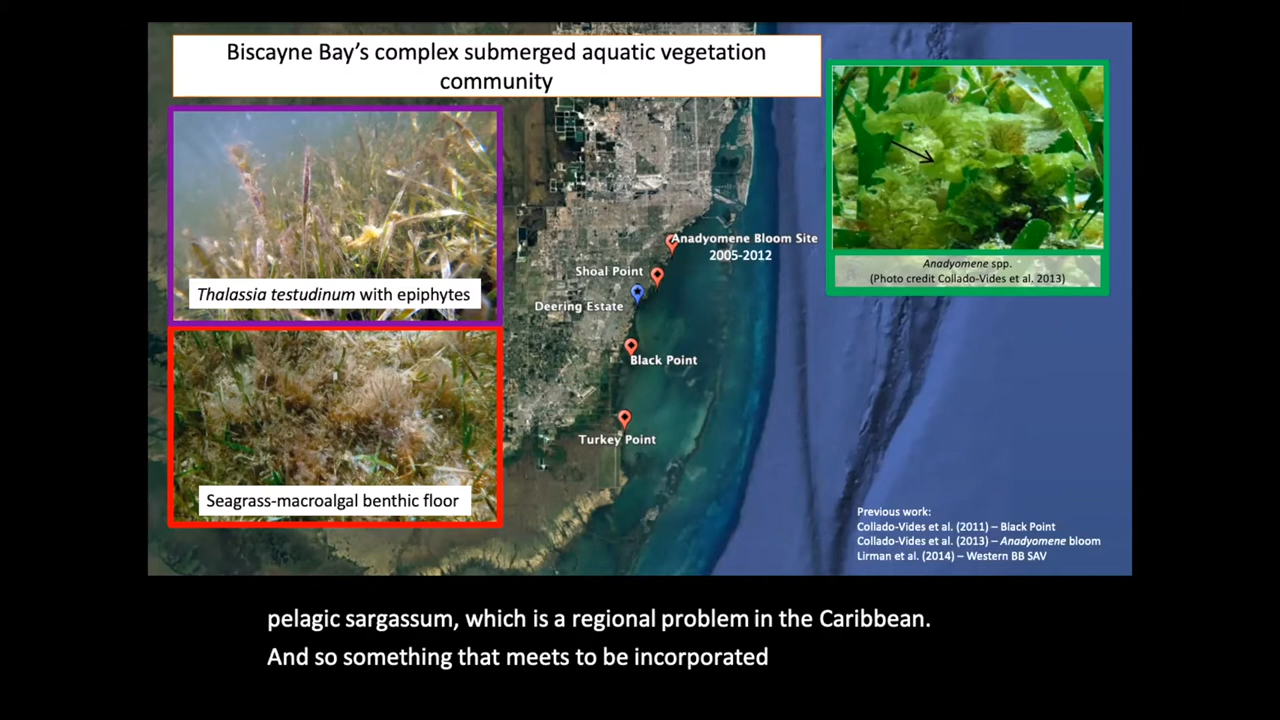 Biscayne Bay’s complex submerged aquatic vegetation
community
Thalassia testudinum with epiphytes
Seagrass-macroalgal benthic floor
Anadyomene Bloom Site
2005-2012
Shoal Point
Deering Estate
Black Point
Turkey Point
Anadyomene spp.
(Photo credit Collado-Vides et al. 2013)
Previous work:
Collado-Vides et al. (2011) – Black Point
Collado-Vides et al. (2013) – Anadyomene bloom
Lirman et al. (2014) – Western BB SAV
pelagic sargassum, which is a regional problem in the Caribbean.
And so something that meets to be incorporated